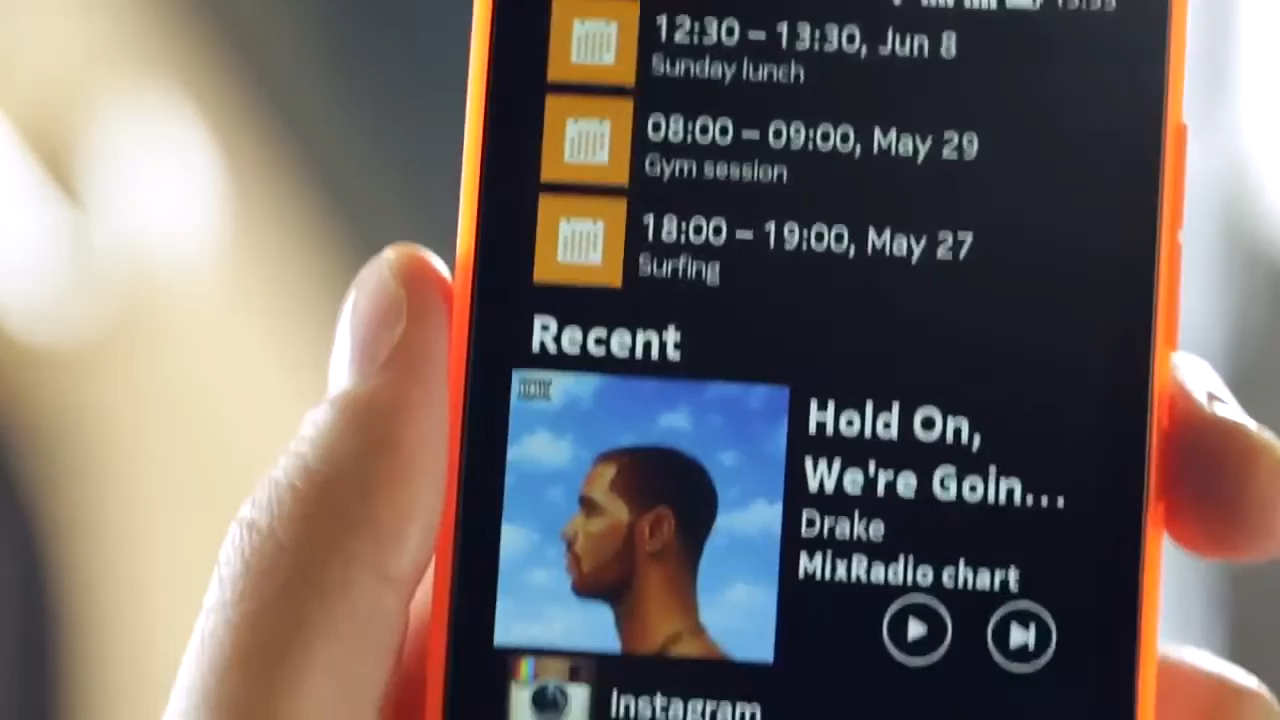 12:30 – 13:30, Jun 8
Sunday lunch
08:00 – 09:00, May 29
Gym session
18:00 – 19:00, May 27
Surfing
Recent
Hold On,
We're Goin...
Drake
MixRadio chart
Instagram